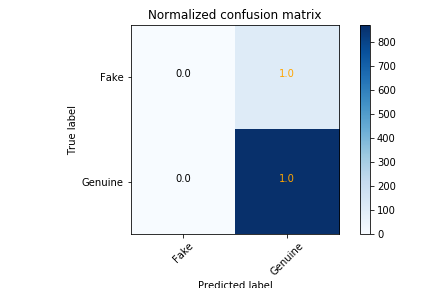 Normalized confusion matrix
Fake
0.0
1.0
Genuine
0.0
1.0
True label
Fake
Genuine
Predicted label
800
700
600
500
400
300
200
100
0